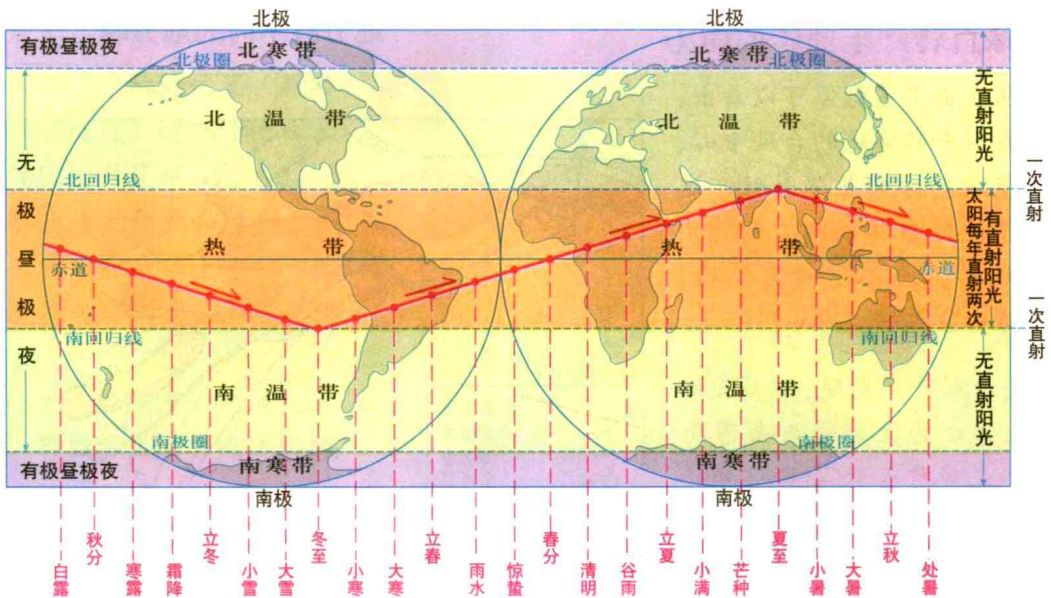 北极
北极
有极昼极夜
北寒带
北寒带
北极圈
北极圈
北温带
北温带
无极昼极夜
无直射阳光
北回归线
北回归线
一次直射
热带
热带
太阳每年直射两次
有直射阳光
赤道
赤道
南回归线
南回归线
一次直射
南温带
南温带
无直射阳光
南极圈
南极圈
有极昼极夜
南寒带
南寒带
南极
南极
白露
秋分
寒露
霜降
立冬
小雪
大雪
冬至
小寒
大寒
立春
雨水
惊蛰
春分
清明
谷雨
立夏
小满
芒种
夏至
小暑
大暑
立秋
处暑